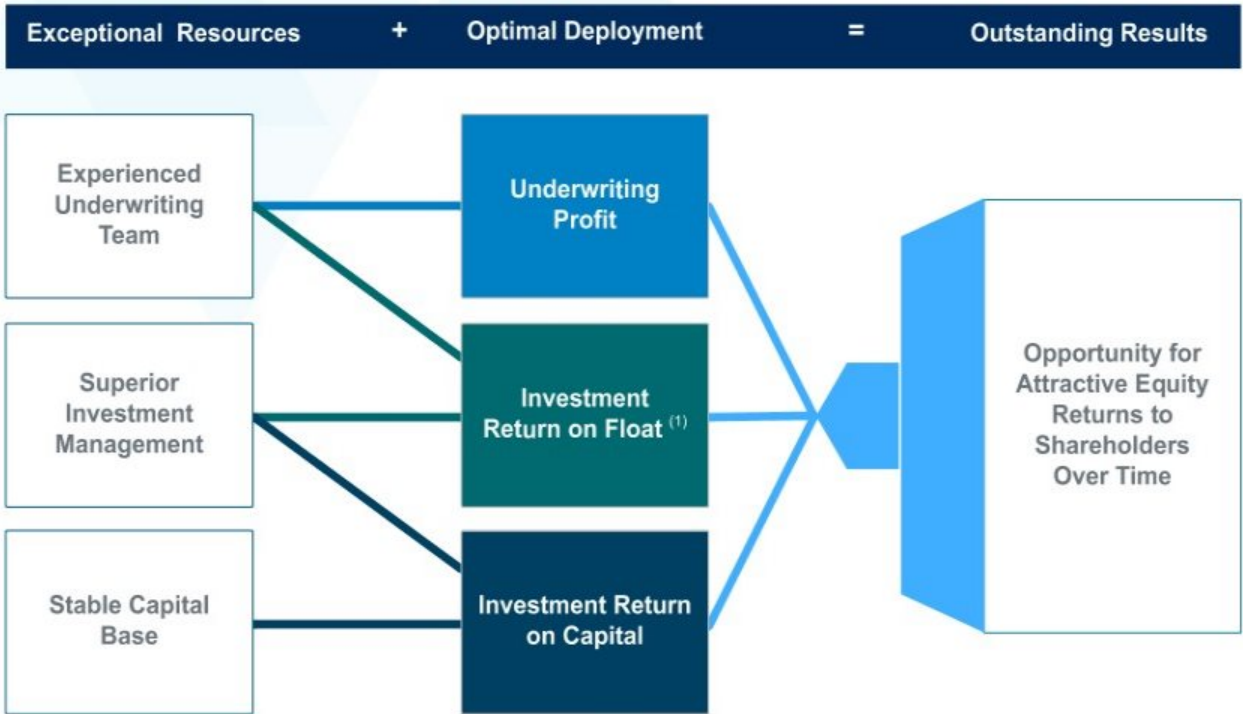 Exceptional Resources + Optimal Deployment = Outstanding Results
Experienced
Underwriting
Team
Underwriting
Profit
Superior
Investment
Management
Investment
Return on Float (1)
Opportunity for
Attractive Equity
Returns to
Shareholders
Over Time
Stable Capital
Base
Investment Return
on Capital